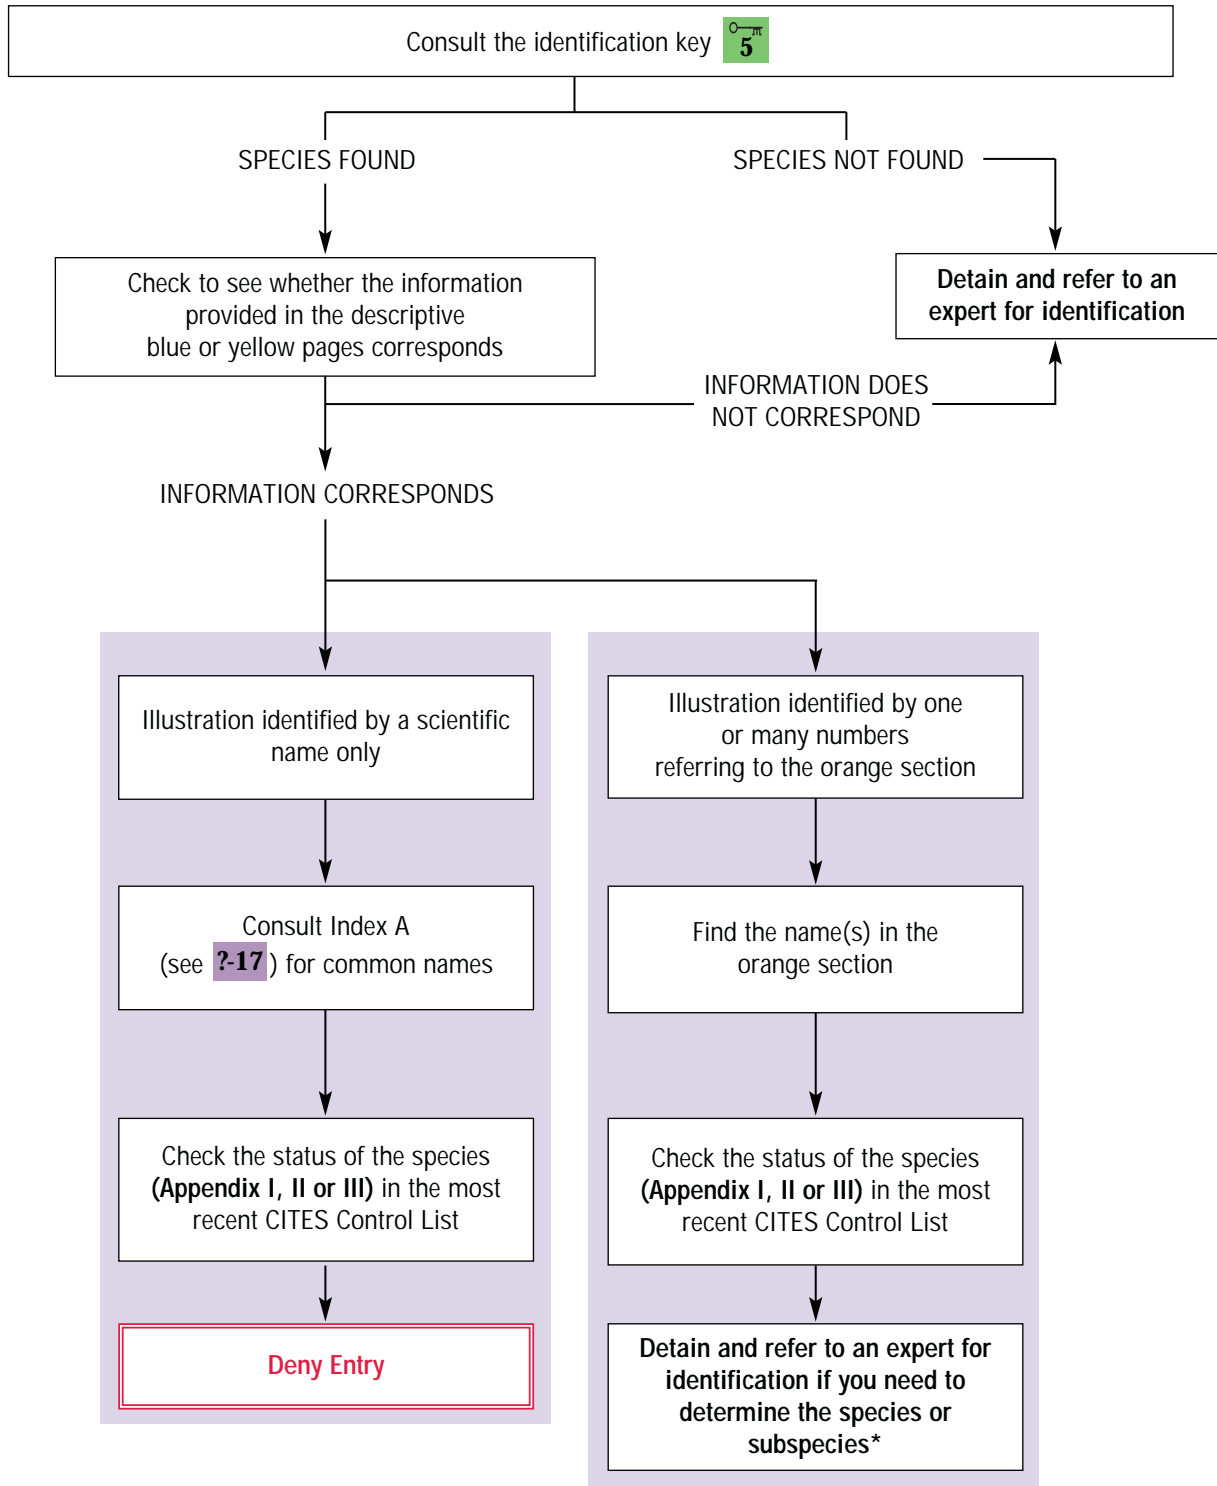 Consult the identification key 5
SPECIES FOUND
SPECIES NOT FOUND
Check to see whether the information
provided in the descriptive
blue or yellow pages corresponds
Detain and refer to an
expert for identification
INFORMATION DOES
NOT CORRESPOND
INFORMATION CORRESPONDS
Illustration identified by a scientific
name only
Illustration identified by one
or many numbers
referring to the orange section
Consult Index A
(see ?-17) for common names
Find the name(s) in the
orange section
Check the status of the species
(Appendix I, II or III) in the most
recent CITES Control List
Check the status of the species
(Appendix I, II or III) in the most
recent CITES Control List
Deny Entry
Detain and refer to an expert for
identification if you need to
determine the species or
subspecies*